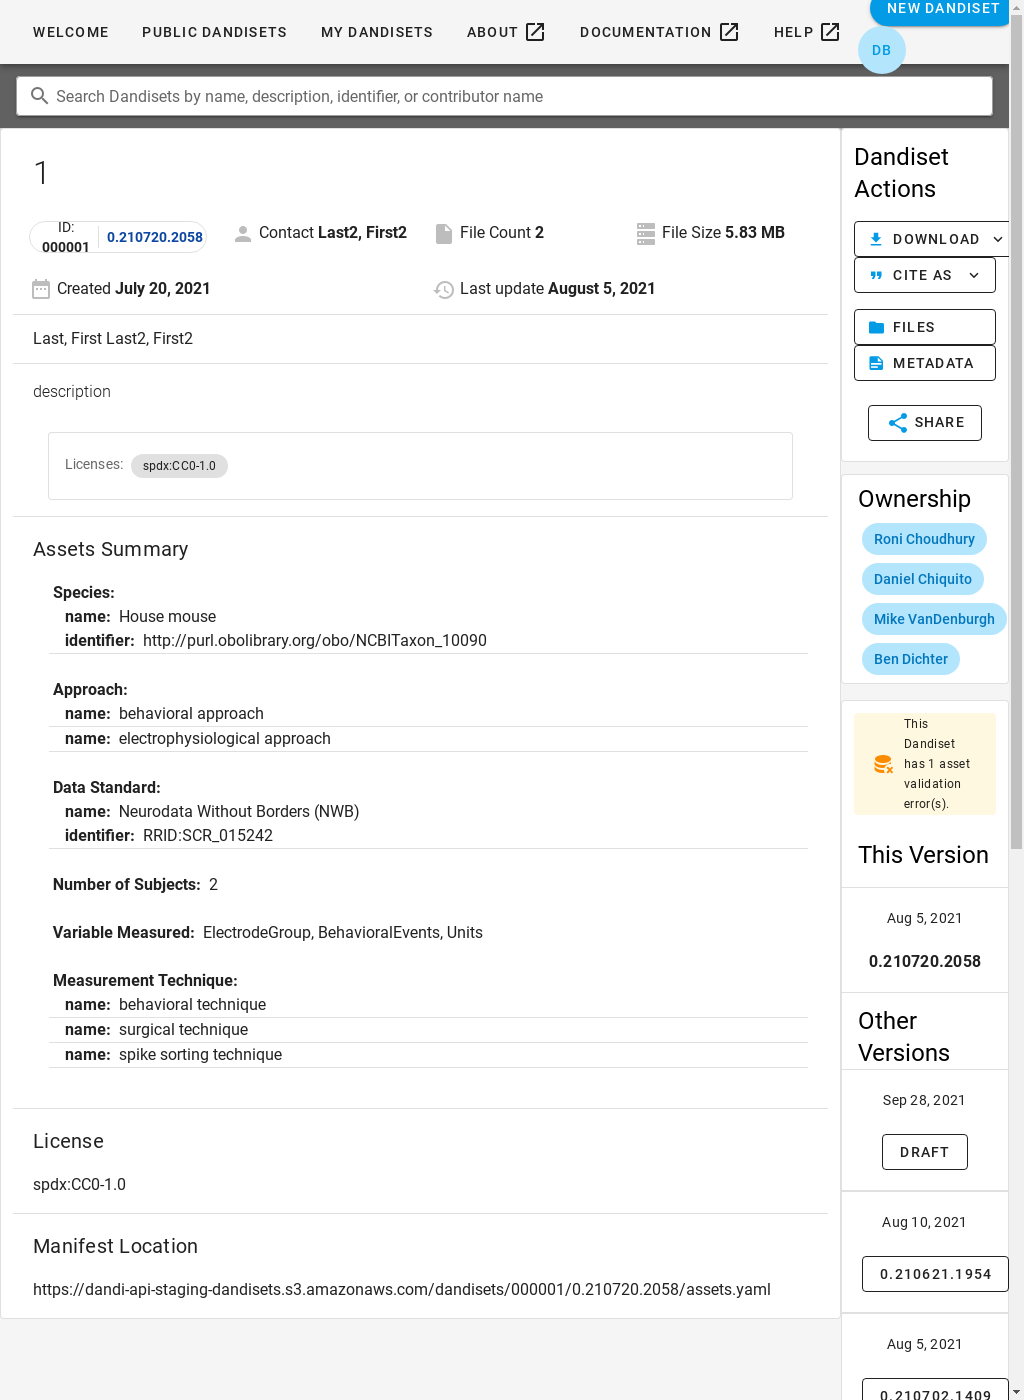 WELCOME PUBLIC DANDISETS MY DANDISETS ABOUT DOCUMENTATION HELP NEW DANDISET
DB
Search Dandisets by name, description, identifier, or contributor name
1
ID: 000001 0.210720.2058 Contact Last2, First2 File Count 2 File Size 5.83 MB
Created July 20, 2021 Last update August 5, 2021
Last, First Last2, First2
description
Licenses: spdx:CC0-1.0
Assets Summary
Species:
name: House mouse
identifier: http://purl.obolibrary.org/obo/NCBITaxon_10090
Approach:
name: behavioral approach
name: electrophysiological approach
Data Standard:
name: Neurodata Without Borders (NWB)
identifier: RRID:SCR_015242
Number of Subjects: 2
Variable Measured: ElectrodeGroup, BehavioralEvents, Units
Measurement Technique:
name: behavioral technique
name: surgical technique
name: spike sorting technique
License
spdx:CC0-1.0
Manifest Location
https://dandi-api-staging-dandisets.s3.amazonaws.com/dandisets/000001/0.210720.2058/assets.yaml
Dandiset
Actions
DOWNLOAD
CITE AS
FILES
METADATA
SHARE
Ownership
Roni Choudhury
Daniel Chiquito
Mike VanDenburgh
Ben Dichter
This
Dandiset
has 1 asset
validation
error(s).
This Version
Aug 5, 2021
0.210720.2058
Other
Versions
Sep 28, 2021
DRAFT
Aug 10, 2021
0.210621.1954
Aug 5, 2021
0.210702.1409